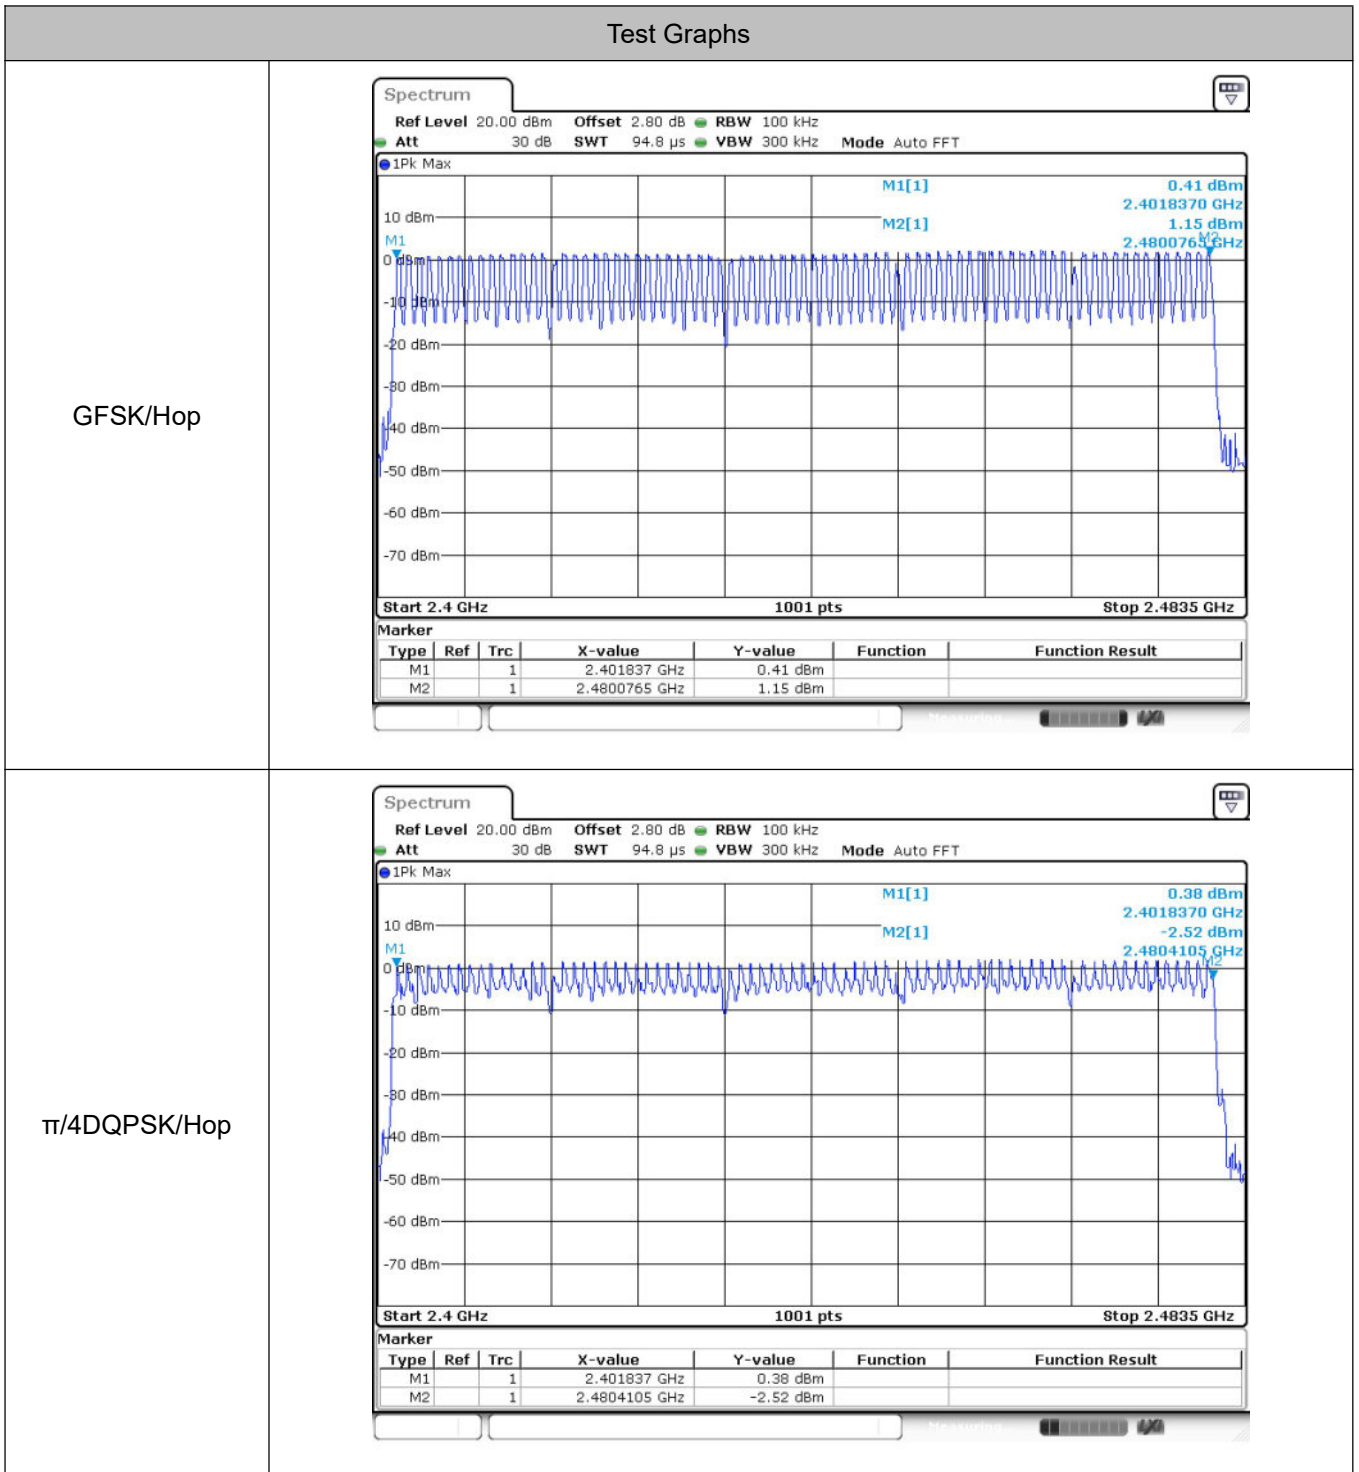 Test Graphs
GFSK/Hop
Spectrum
Ref Level 20.00 dBm Offset 2.80 dB RBW 100 kHz
Att 30 dB SWT 94.8 µs VBW 300 kHz Mode Auto FFT
1Pk Max
M1[1] 0.41 dBm
2.4018370 GHz
10 dBm
M2[1] 1.15 dBm
M1
2.4800765 GHz
M2
0 dBm
-10 dBm
-20 dBm
-30 dBm
-40 dBm
-50 dBm
-60 dBm
-70 dBm
Start 2.4 GHz 1001 pts Stop 2.4835 GHz
Marker
Type Ref Trc X-value Y-value Function Function Result
M1 1 2.401837 GHz 0.41 dBm
M2 1 2.4800765 GHz 1.15 dBm
Measuring...
LXI
π/4DQPSK/Hop
Spectrum
Ref Level 20.00 dBm Offset 2.80 dB RBW 100 kHz
Att 30 dB SWT 94.8 µs VBW 300 kHz Mode Auto FFT
1Pk Max
M1[1] 0.38 dBm
2.4018370 GHz
10 dBm
M2[1] -2.52 dBm
M1
2.4804105 GHz
M2
0 dBm
-10 dBm
-20 dBm
-30 dBm
-40 dBm
-50 dBm
-60 dBm
-70 dBm
Start 2.4 GHz 1001 pts Stop 2.4835 GHz
Marker
Type Ref Trc X-value Y-value Function Function Result
M1 1 2.401837 GHz 0.38 dBm
M2 1 2.4804105 GHz -2.52 dBm
Measuring...
LXI